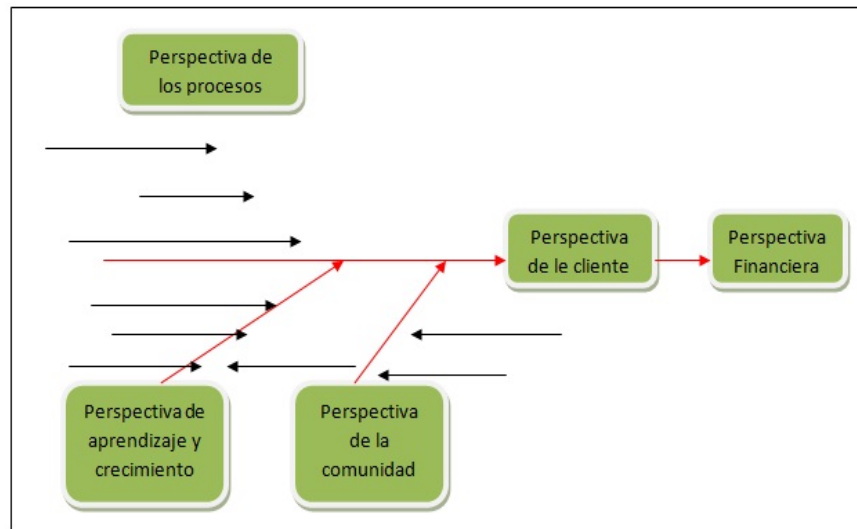 Perspectiva de
los procesos
Perspectiva
de le cliente
Perspectiva
Financiera
Perspectiva de
aprendizaje y
crecimiento
Perspectiva
de la
comunidad